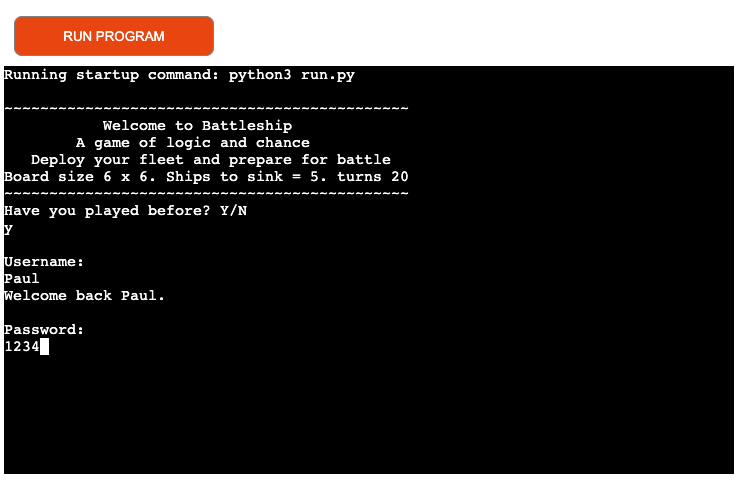 RUN PROGRAM
Running startup command: python3 run.py
~~~~~~~~~~~~~~~~~~~~~~~~~~~~~~~~~~~~~~~~~~~~~
Welcome to Battleship
A game of logic and chance
Deploy your fleet and prepare for battle
Board size 6 x 6. Ships to sink = 5. turns 20
~~~~~~~~~~~~~~~~~~~~~~~~~~~~~~~~~~~~~~~~~~~~~
Have you played before? Y/N
y
Username:
Paul
Welcome back Paul.
Password:
1234